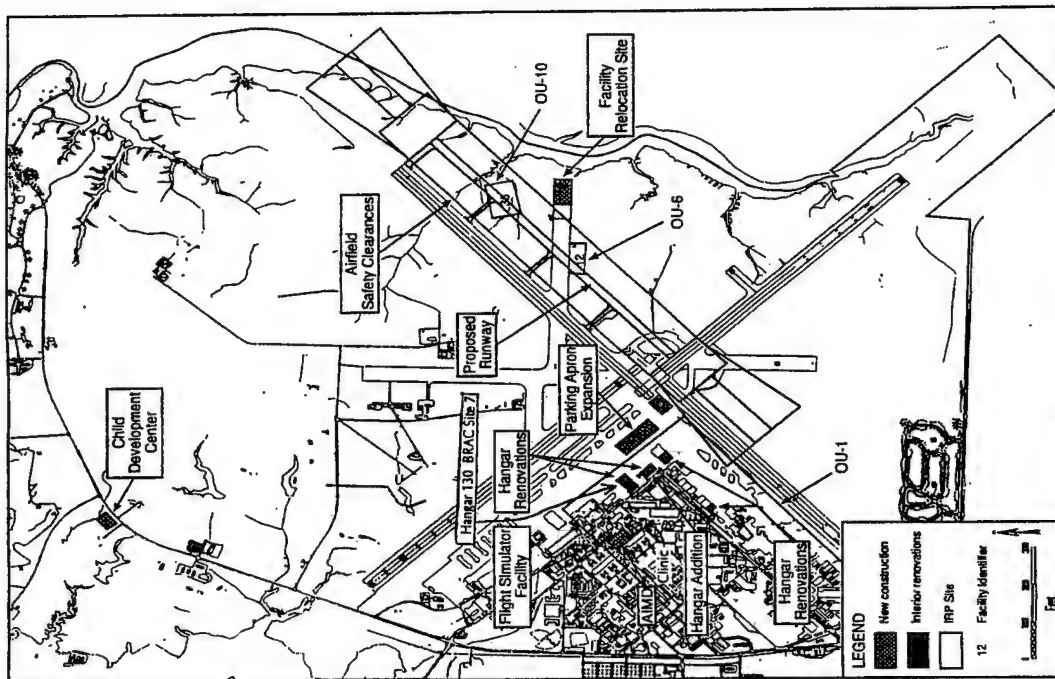 Child
Development
Center
Airfield
Safety Clearances
OU-10
Facility
Relocation Site
Proposed
Runway
OU-6
12
Parking Apron
Expansion
Hangar 130 BRAC Site 7
Hangar
Renovations
Flight Simulator
Facility
Clinic
AIMD
Hangar Addition
Hangar
Renovations
OU-1
LEGEND
New construction
Interior renovations
IRP Site
12 Facility Identifier
Feet